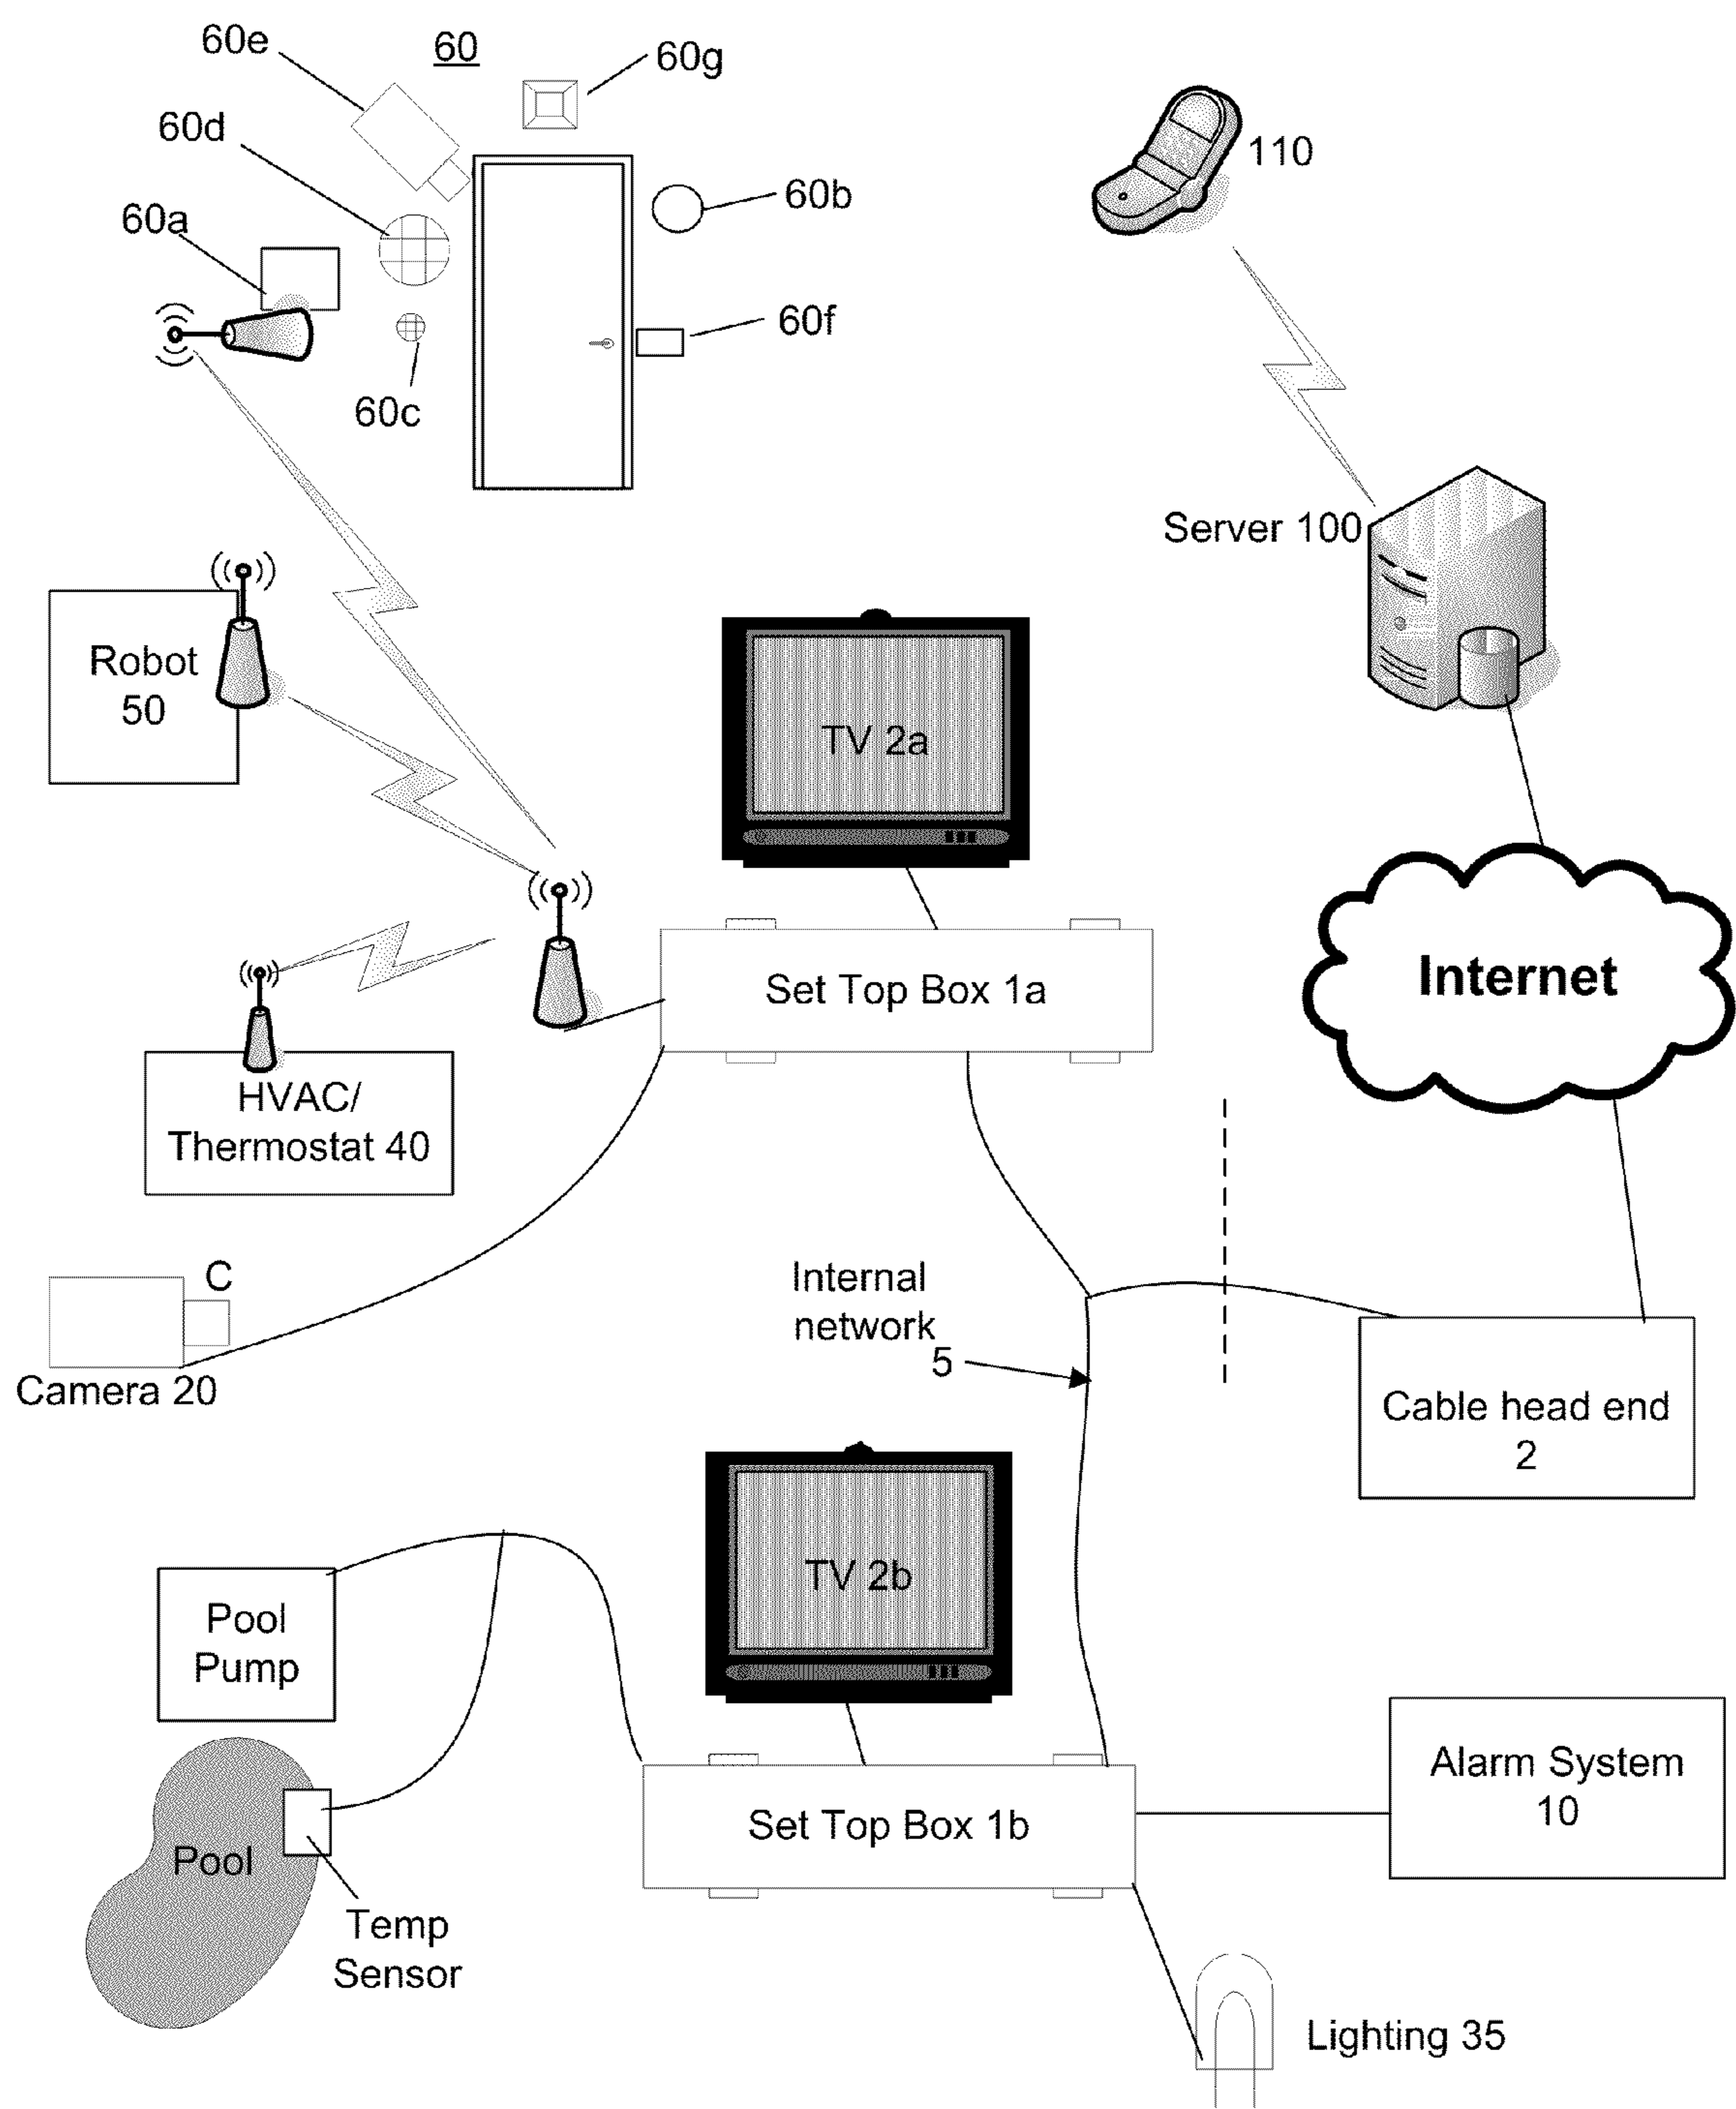 60e
60
60g
60d
110
60b
60a
60f
60c
Server 100
Robot
50
TV 2a
Internet
Set Top Box 1a
HVAC/
Thermostat 40
C
Camera 20
Internal
network
5
Cable head end
2
TV 2b
Pool
Pump
Alarm System
10
Set Top Box 1b
Pool
Temp
Sensor
Lighting 35